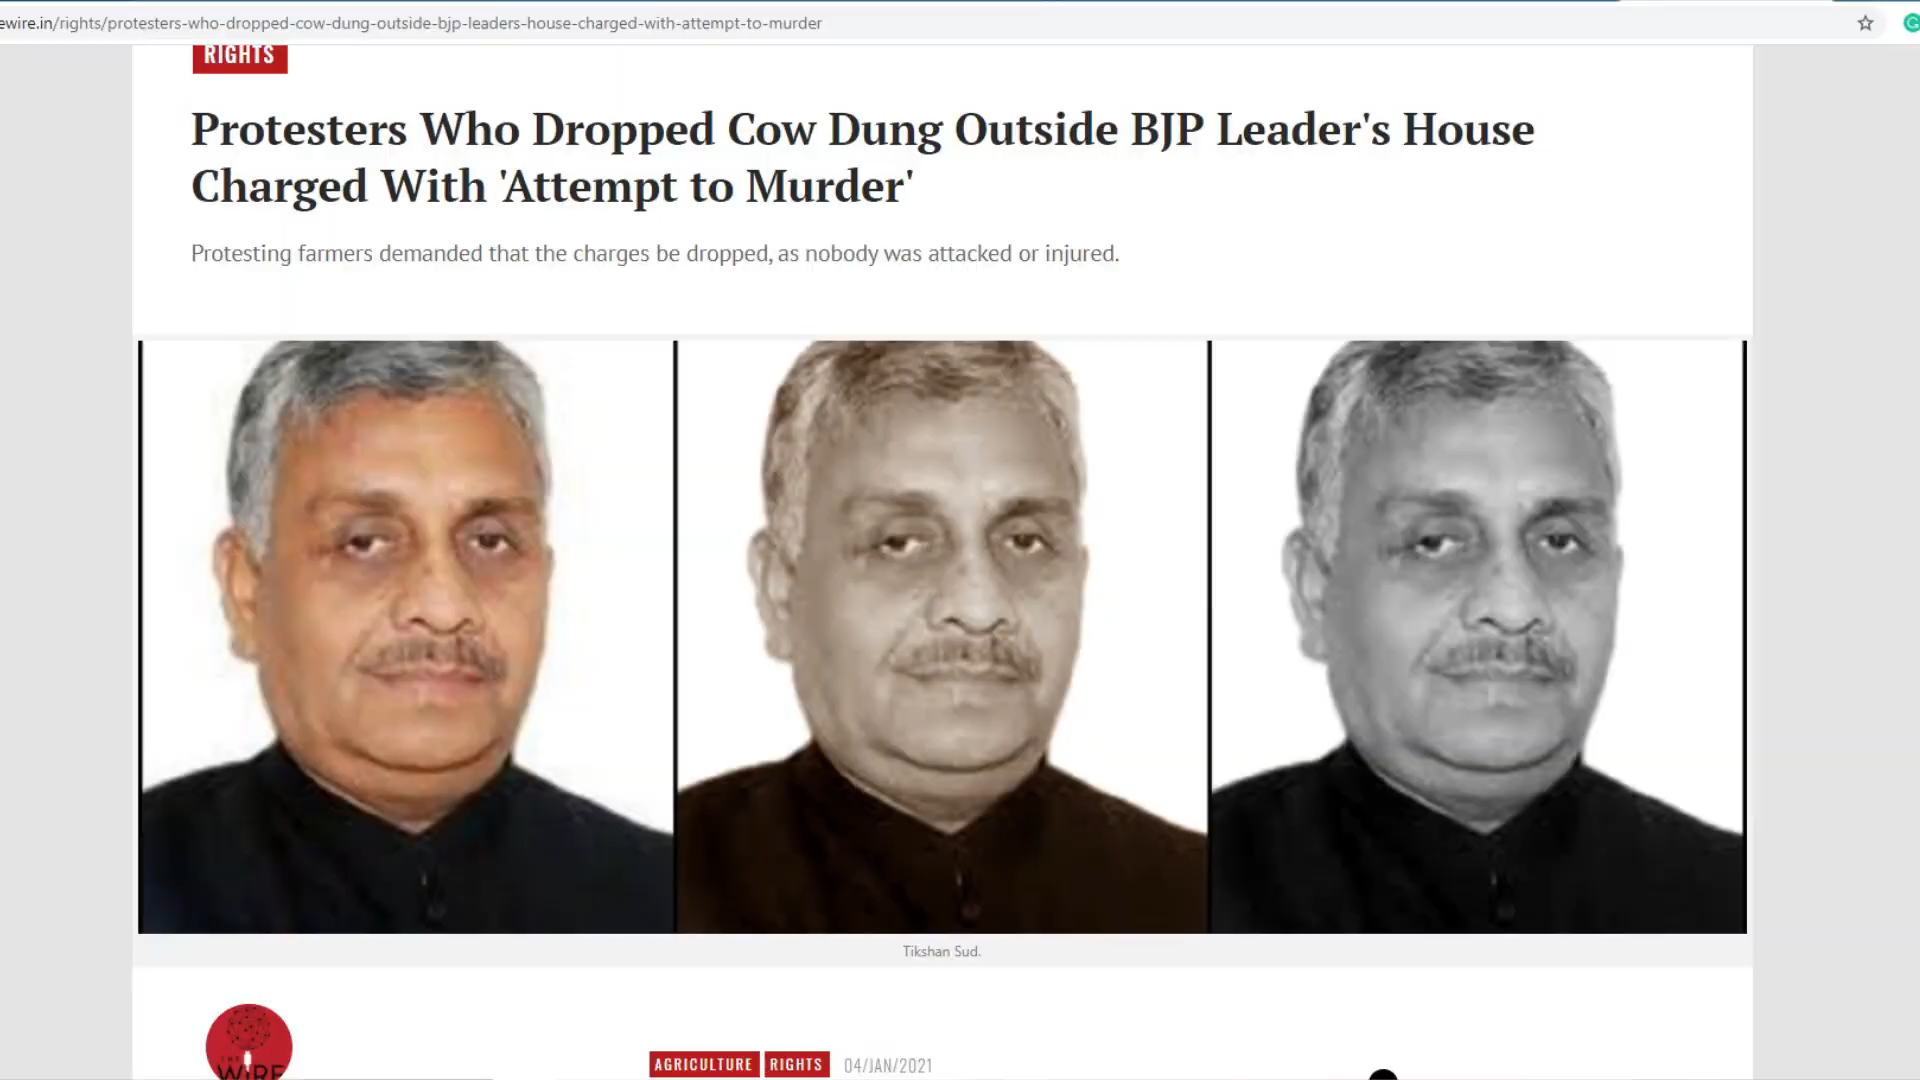 ewire.in/rights/protesters-who-dropped-cow-dung-outside-bjp-leaders-house-charged-with-attempt-to-murder
RIGHTS
Protesters Who Dropped Cow Dung Outside BJP Leader's House
Charged With 'Attempt to Murder'
Protesting farmers demanded that the charges be dropped, as nobody was attacked or injured.
Tikshan Sud.
THE
WIRE
AGRICULTURE RIGHTS 04/JAN/2021